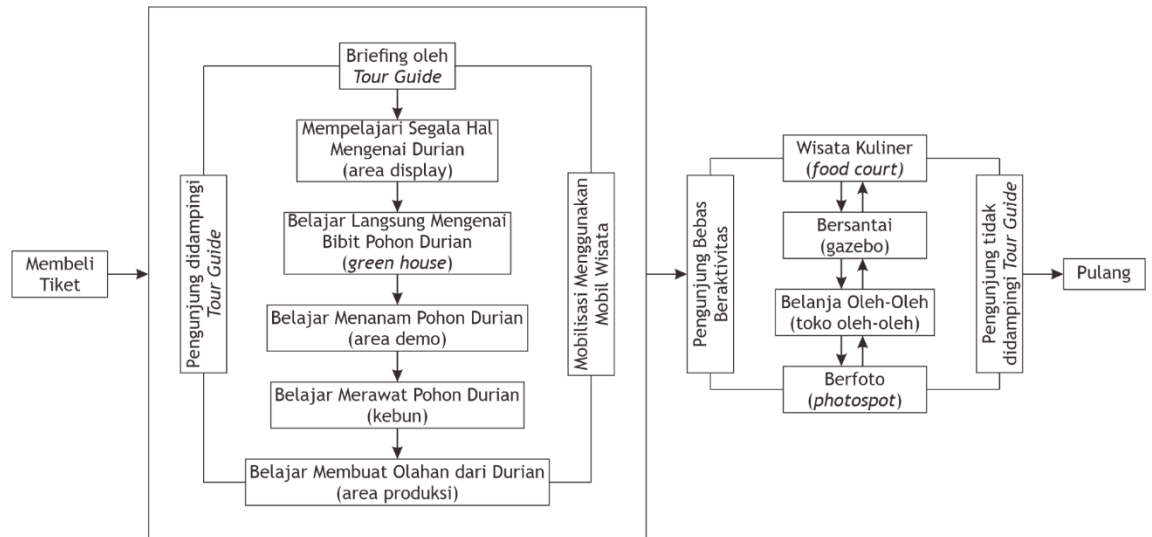 Membeli
Tiket
Pengunjung didampingi
Tour Guide
Briefing oleh
Tour Guide
Mempelajari Segala Hal
Mengenai Durian
(area display)
Belajar Langsung Mengenai
Bibit Pohon Durian
(green house)
Belajar Menanam Pohon Durian
(area demo)
Belajar Merawat Pohon Durian
(kebun)
Belajar Membuat Olahan dari Durian
(area produksi)
Mobilisasi Menggunakan
Mobil Wisata
Pengunjung Bebas
Beraktivitas
Wisata Kuliner
(food court)
Bersantai
(gazebo)
Belanja Oleh-Oleh
(toko oleh-oleh)
Berfoto
(photospot)
Pengunjung tidak
didampingi Tour Guide
Pulang